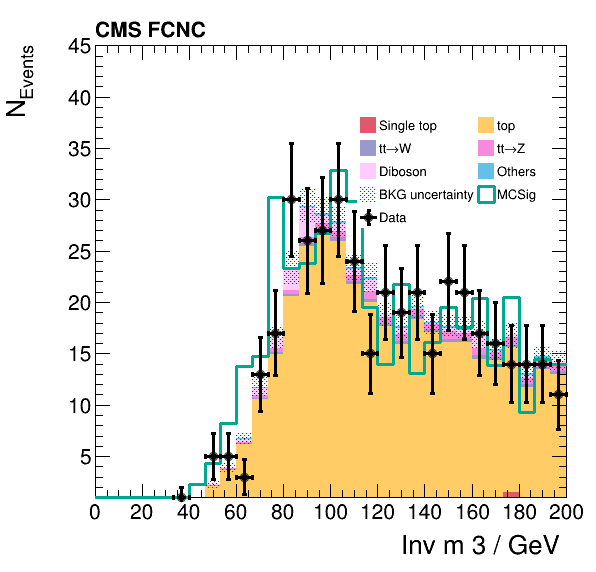 CMS FCNC
N_Events
45
40
35
30
25
20
15
10
5
Single top
top
tt→W
tt→Z
Diboson
Others
BKG uncertainty
MCSig
Data
0 20 40 60 80 100 120 140 160 180 200
Inv m 3 / GeV